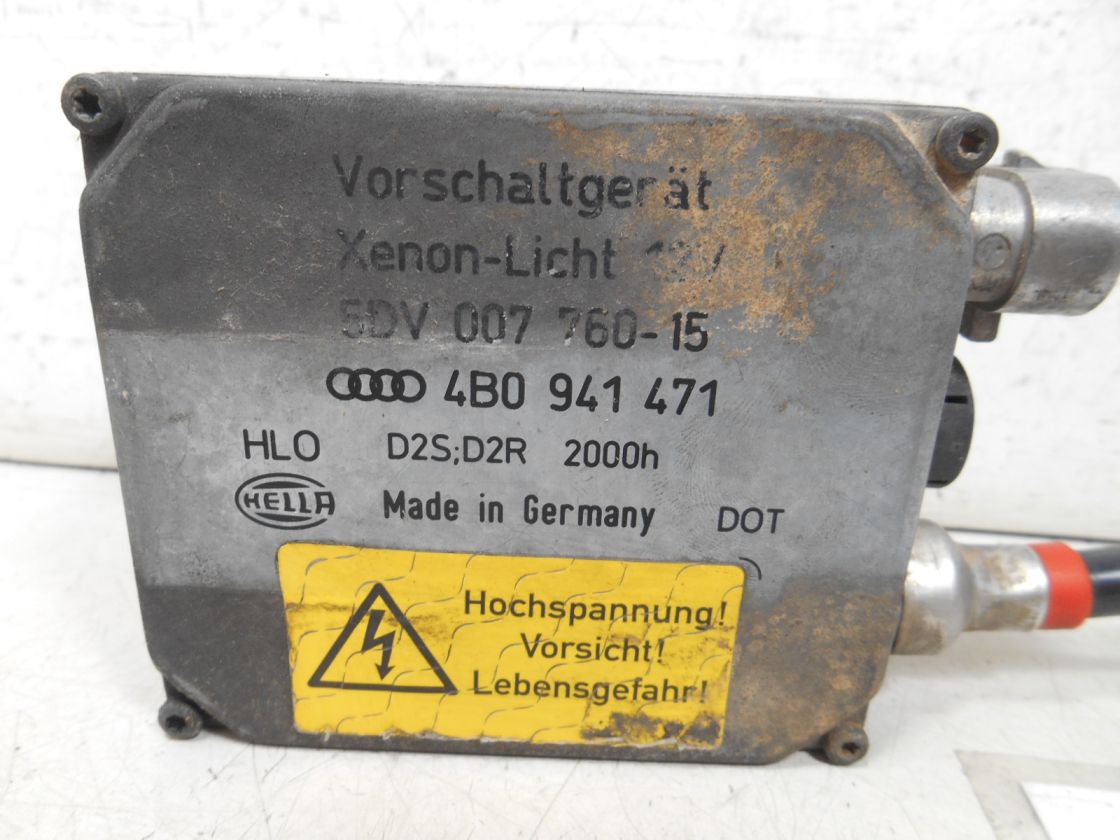 Vorschaltgerät
Xenon-Licht 12V
5DV 007 760-15
4B0 941 471
HLO D2S;D2R 2000h
HELLA Made in Germany DOT
Hochspannung!
Vorsicht!
Lebensgefahr!